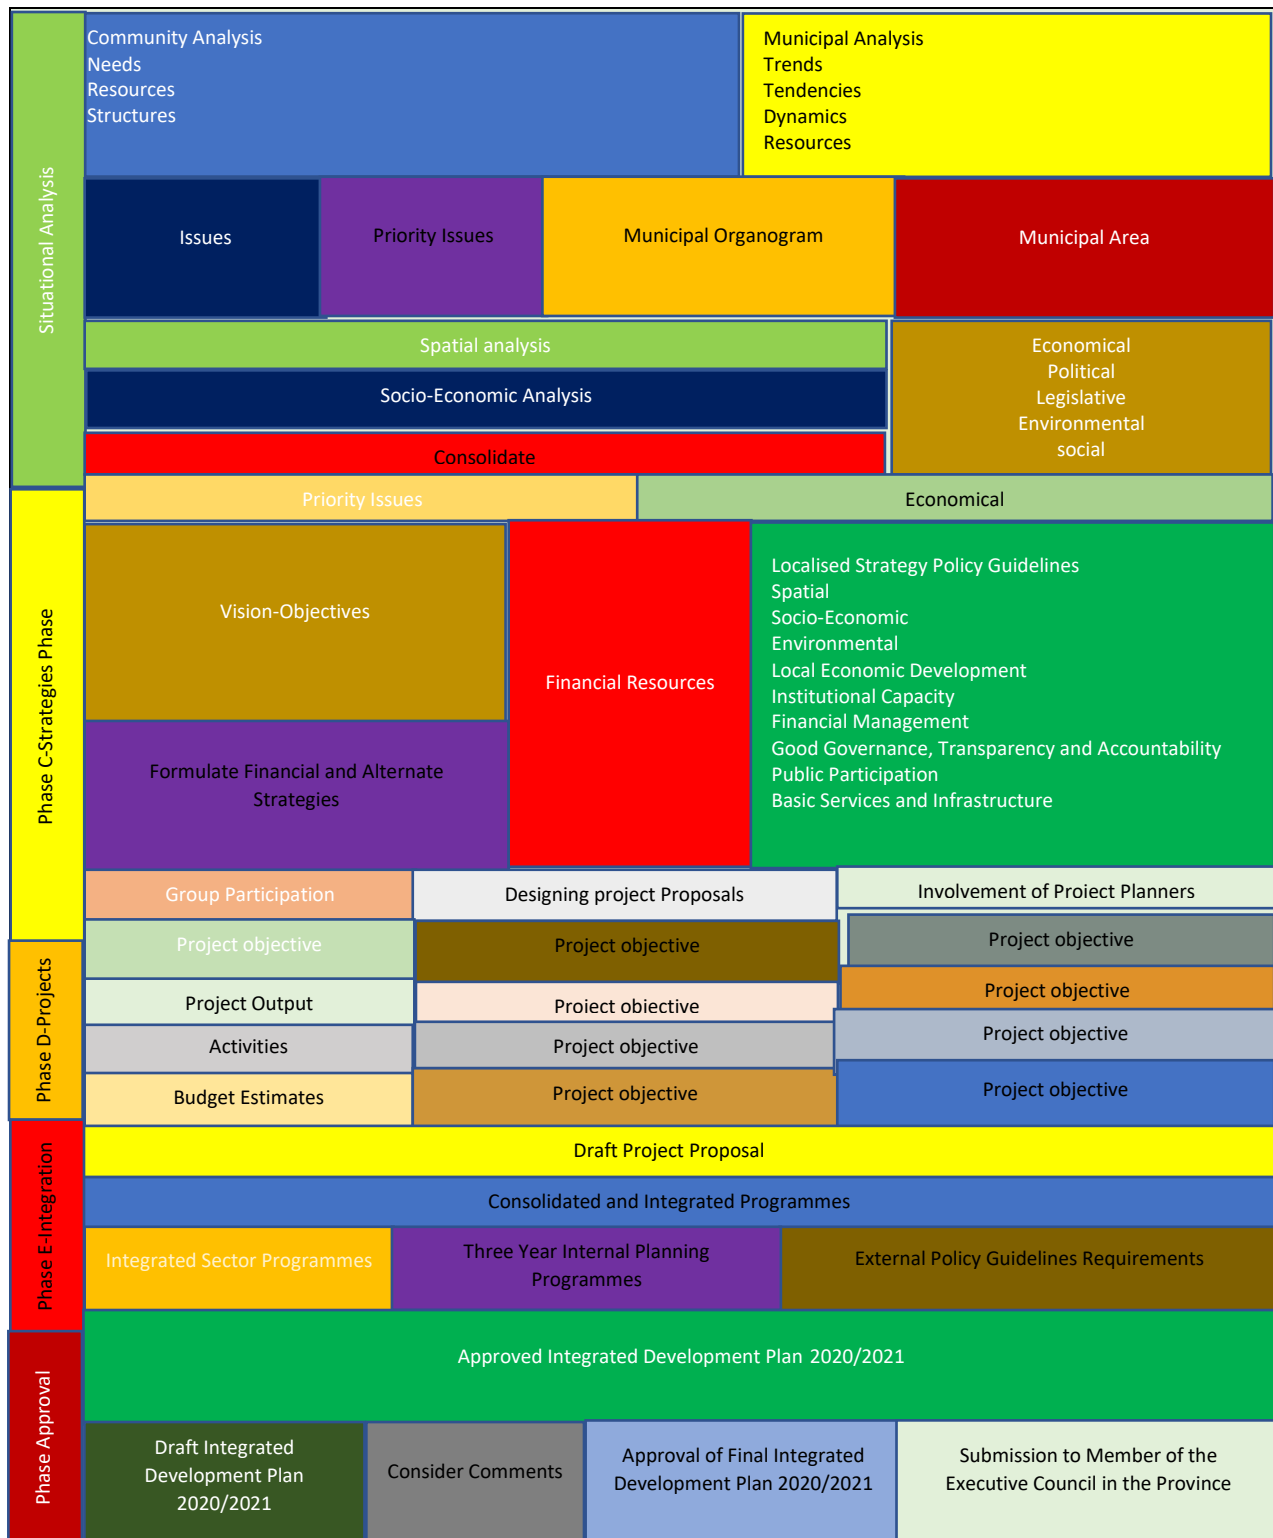 Situational Analysis
Community Analysis
Needs
Resources
Structures
Municipal Analysis
Trends
Tendencies
Dynamics
Resources
Issues
Priority Issues
Municipal Organogram
Municipal Area
Spatial analysis
Socio-Economic Analysis
Consolidate
Economical
Political
Legislative
Environmental
social
Phase C-Strategies Phase
Priority Issues
Economical
Vision-Objectives
Formulate Financial and Alternate
Strategies
Financial Resources
Localised Strategy Policy Guidelines
Spatial
Socio-Economic
Environmental
Local Economic Development
Institutional Capacity
Financial Management
Good Governance, Transparency and Accountability
Public Participation
Basic Services and Infrastructure
Group Participation
Designing project Proposals
Involvement of Project Planners
Phase D-Projects
Project objective
Project objective
Project objective
Project Output
Project objective
Project objective
Activities
Project objective
Project objective
Budget Estimates
Project objective
Project objective
Phase E-Integration
Draft Project Proposal
Consolidated and Integrated Programmes
Integrated Sector Programmes
Three Year Internal Planning
Programmes
External Policy Guidelines Requirements
Phase Approval
Approved Integrated Development Plan 2020/2021
Draft Integrated
Development Plan
2020/2021
Consider Comments
Approval of Final Integrated
Development Plan 2020/2021
Submission to Member of the
Executive Council in the Province